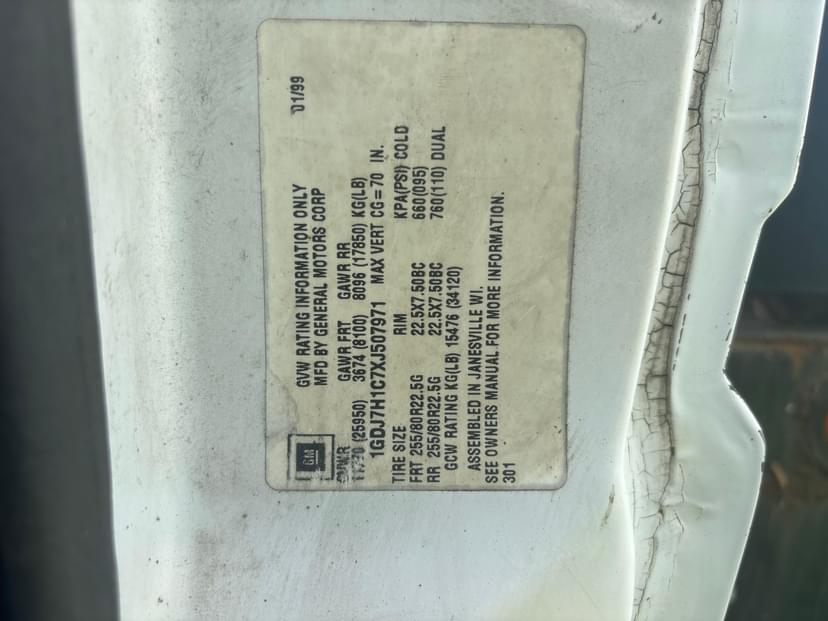 01/99
GVW RATING INFORMATION ONLY
MFD BY GENERAL MOTORS CORP
GM
GVWR GAWR FRT GAWR RR
(25950) 3674 (8100) 8096 (17850) KG(LB)
1GDJ7H1C7XJ507971 MAX VERT CG=70 IN.
TIRE SIZE RIM KPA(PSI) COLD
FRT 255/80R22.5G 22.5X7.50BC 660(095)
RR 255/80R22.5G 22.5X7.50BC 760(110) DUAL
GCW RATING KG(LB) 15476 (34120)
ASSEMBLED IN JANESVILLE WI.
SEE OWNERS MANUAL FOR MORE INFORMATION.
301